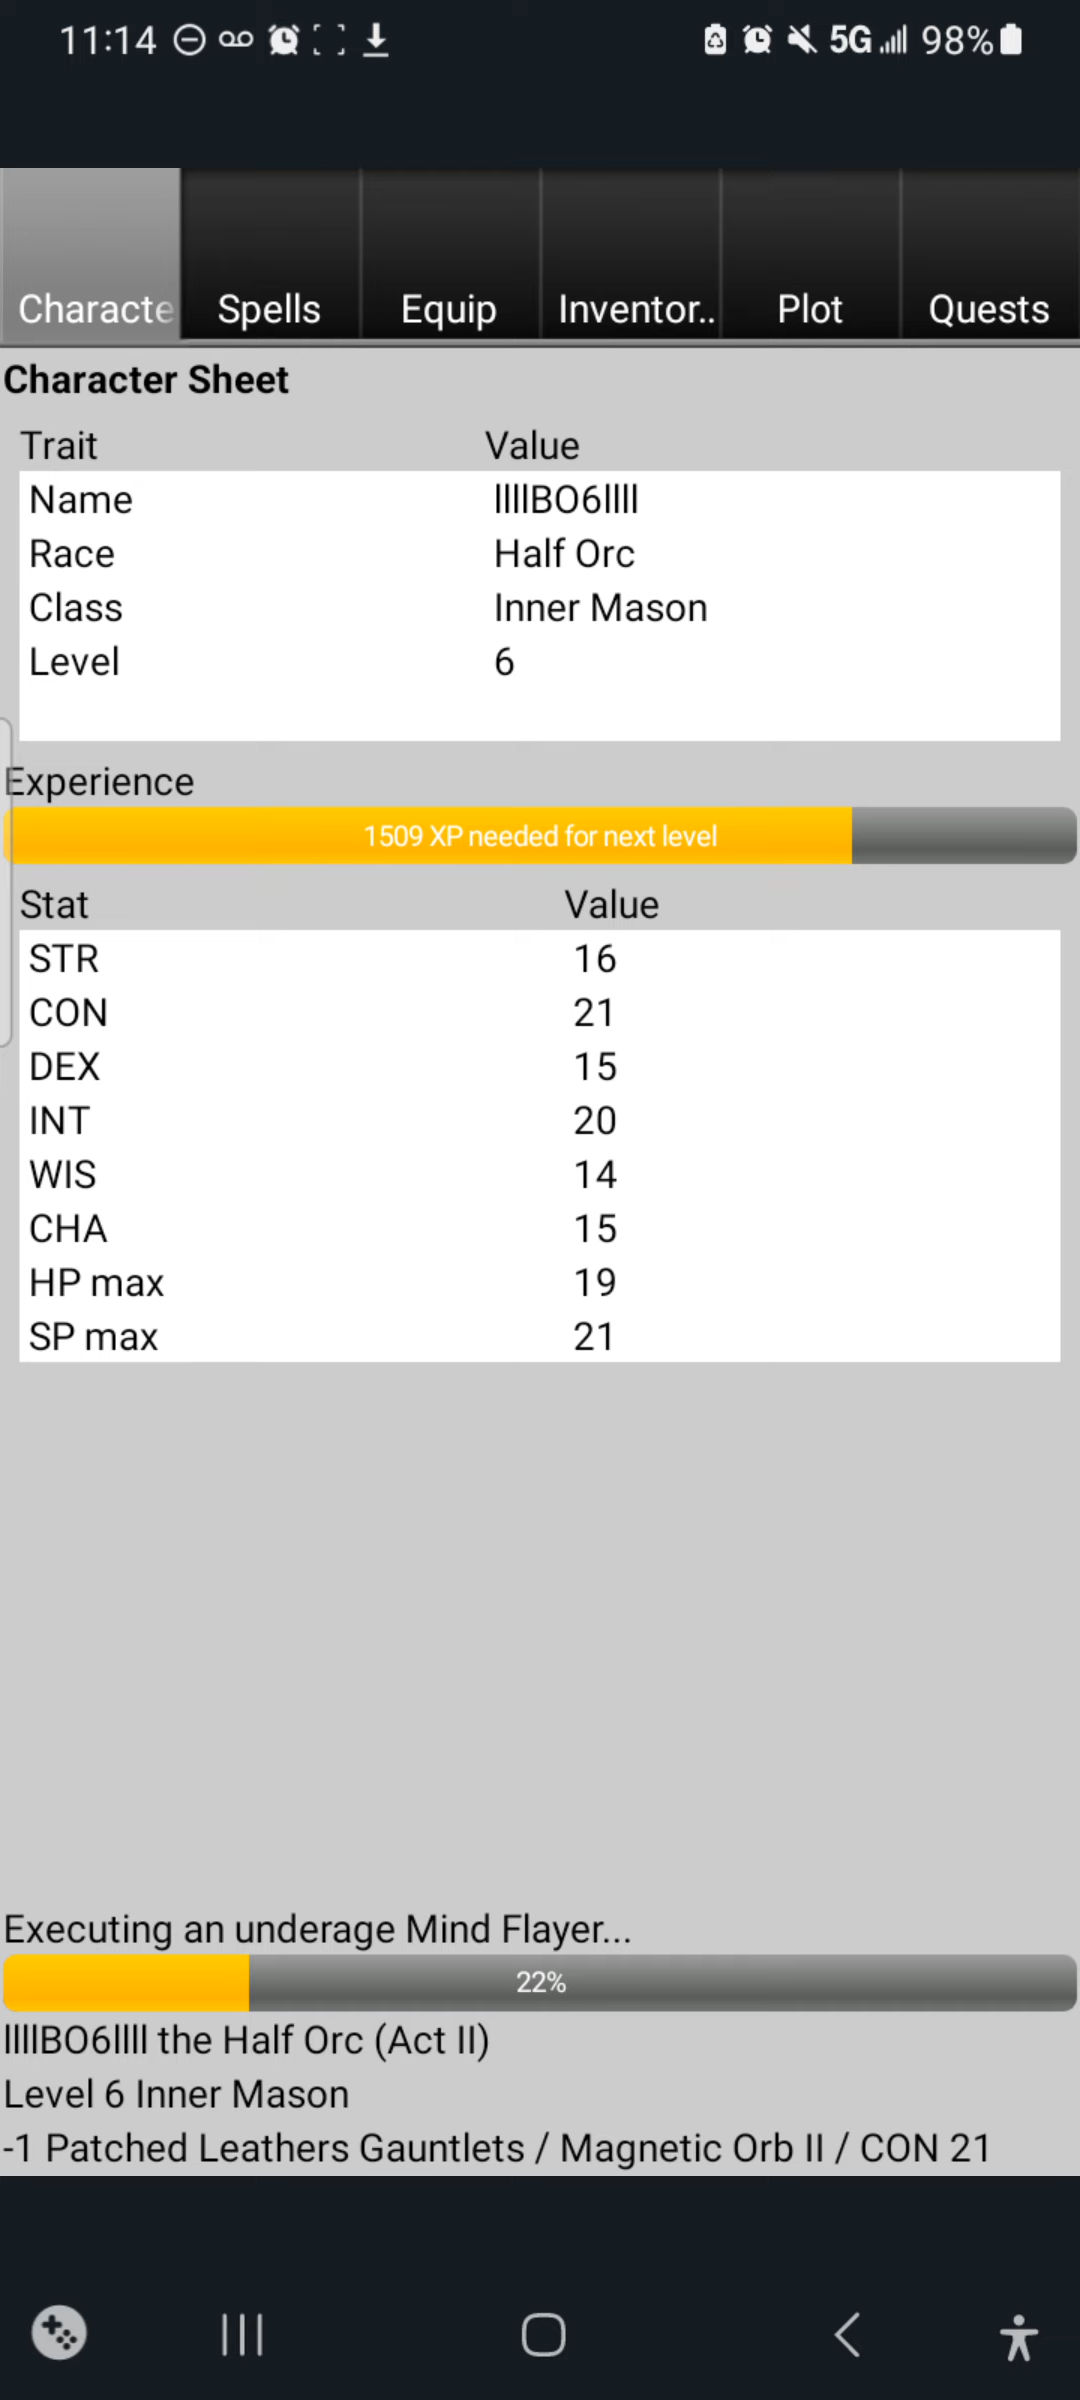 11:14 5G 98%
Characte Spells Equip Inventor.. Plot Quests
Character Sheet
Trait Value
Name llllBO6llll
Race Half Orc
Class Inner Mason
Level 6
Experience
1509 XP needed for next level
Stat Value
STR 16
CON 21
DEX 15
INT 20
WIS 14
CHA 15
HP max 19
SP max 21
Executing an underage Mind Flayer...
22%
llllBO6llll the Half Orc (Act II)
Level 6 Inner Mason
-1 Patched Leathers Gauntlets / Magnetic Orb II / CON 21